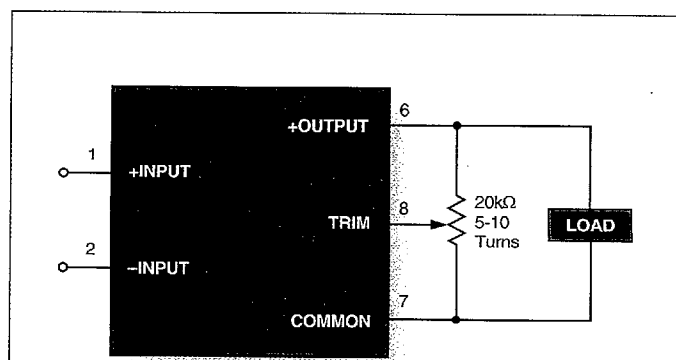 6
+OUTPUT
1
+INPUT
20kΩ
8
5-10
TRIM
LOAD
Turns
2
–INPUT
7
COMMON